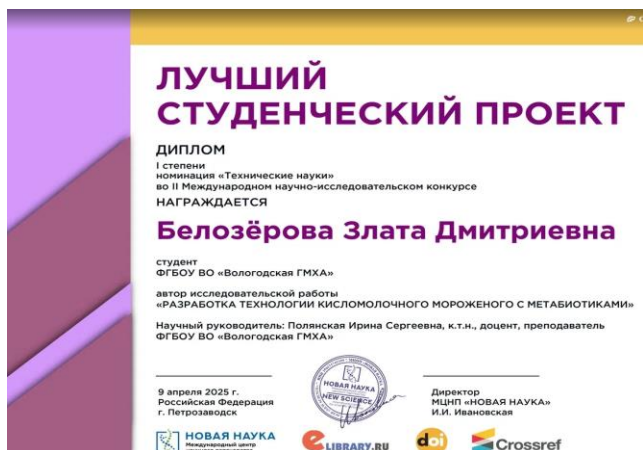 ЛУЧШИЙ
СТУДЕНЧЕСКИЙ ПРОЕКТ
ДИПЛОМ
I степени
номинация «Технические науки»
во II Международном научно-исследовательском конкурсе
НАГРАЖДАЕТСЯ
Белозёрова Злата Дмитриевна
студент
ФГБОУ ВО «Вологодская ГМХА»
автор исследовательской работы
«РАЗРАБОТКА ТЕХНОЛОГИИ КИСЛОМОЛОЧНОГО МОРОЖЕНОГО С МЕТАБИОТИКАМИ»
Научный руководитель: Полянская Ирина Сергеевна, к.т.н., доцент, преподаватель
ФГБОУ ВО «Вологодская ГМХА»
9 апреля 2025 г.
Российская Федерация
г. Петрозаводск
НОВАЯ НАУКА
NEW SCIENCE
Директор
МЦНП «НОВАЯ НАУКА»
И.И. Ивановская
НОВАЯ НАУКА
Международный центр
eLIBRARY.RU
doi
Crossref